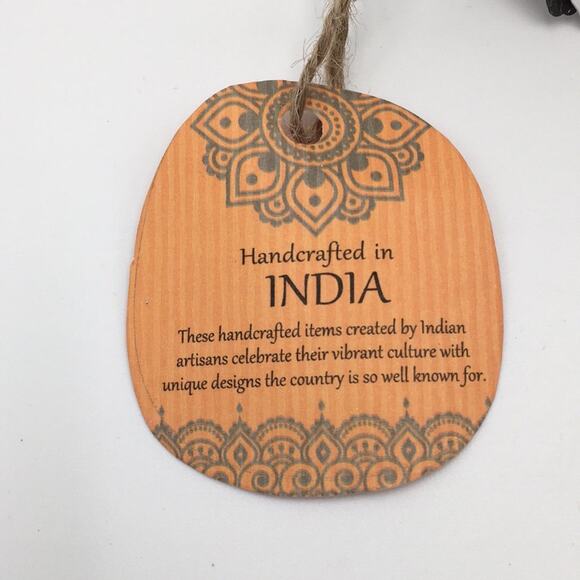 Handcrafted in
INDIA
These handcrafted items created by Indian
artisans celebrate their vibrant culture with
unique designs the country is so well known for.